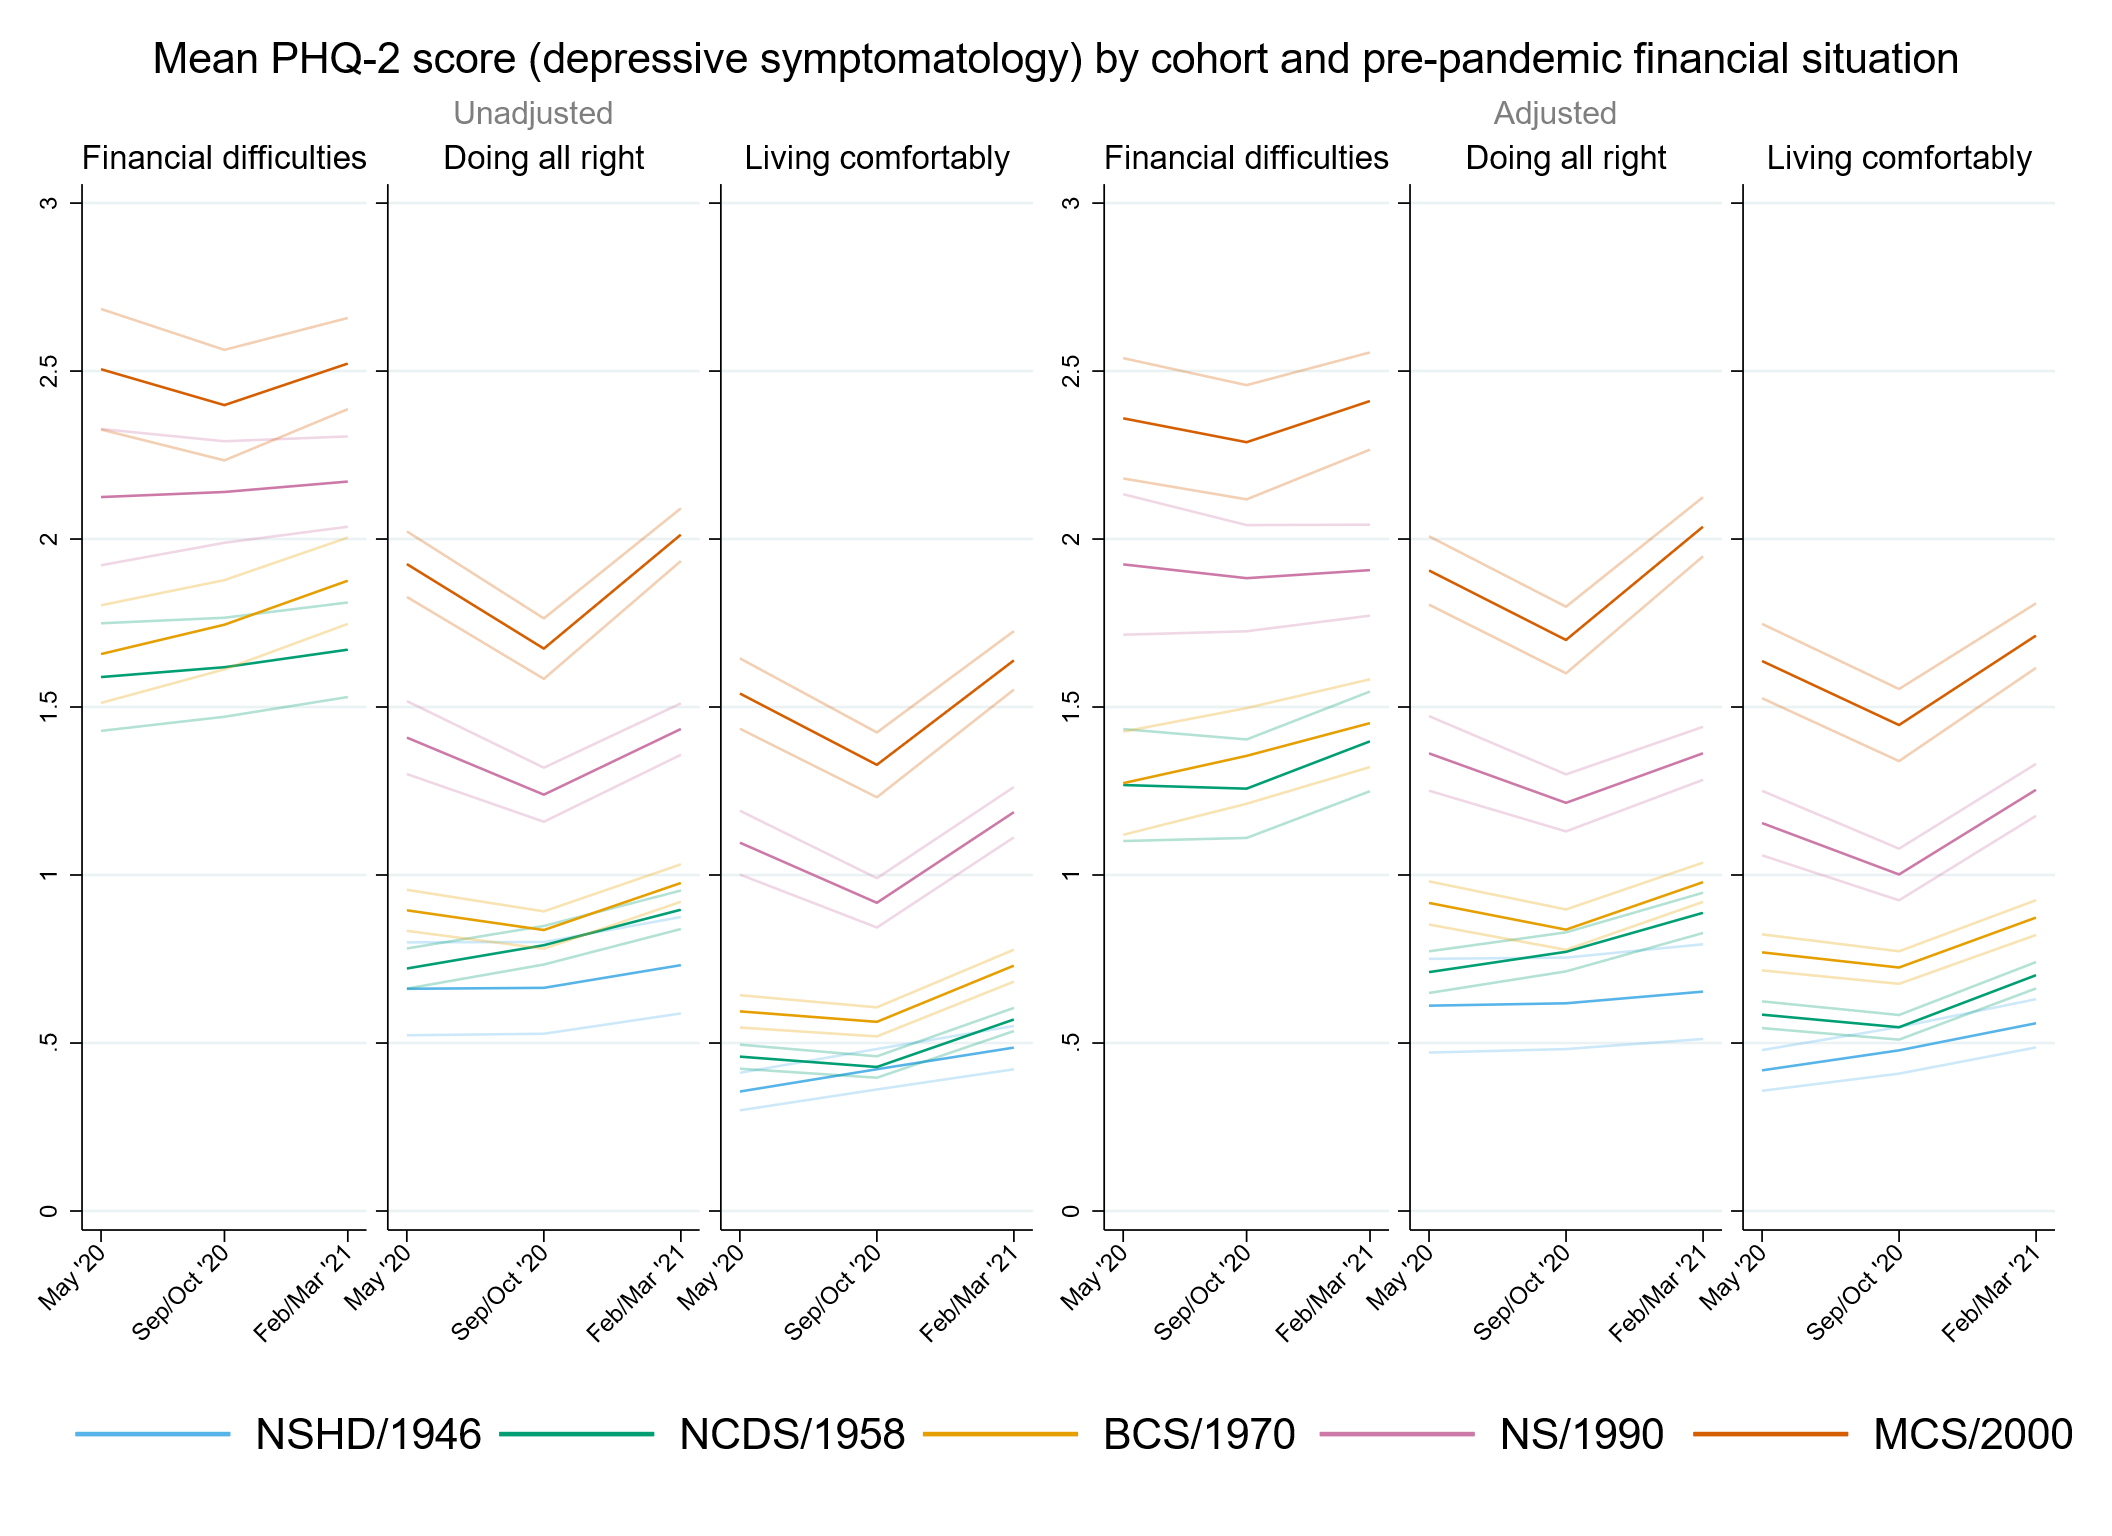 Mean PHQ-2 score (depressive symptomatology) by cohort and pre-pandemic financial situation
Unadjusted
Financial difficulties Doing all right Living comfortably
3
2.5
2
1.5
1
.5
0
May '20 Sep/Oct '20 Feb/Mar '21 May '20 Sep/Oct '20 Feb/Mar '21 May '20 Sep/Oct '20 Feb/Mar '21
Adjusted
Financial difficulties Doing all right Living comfortably
3
2.5
2
1.5
1
.5
0
May '20 Sep/Oct '20 Feb/Mar '21 May '20 Sep/Oct '20 Feb/Mar '21 May '20 Sep/Oct '20 Feb/Mar '21
NSHD/1946 NCDS/1958 BCS/1970 NS/1990 MCS/2000